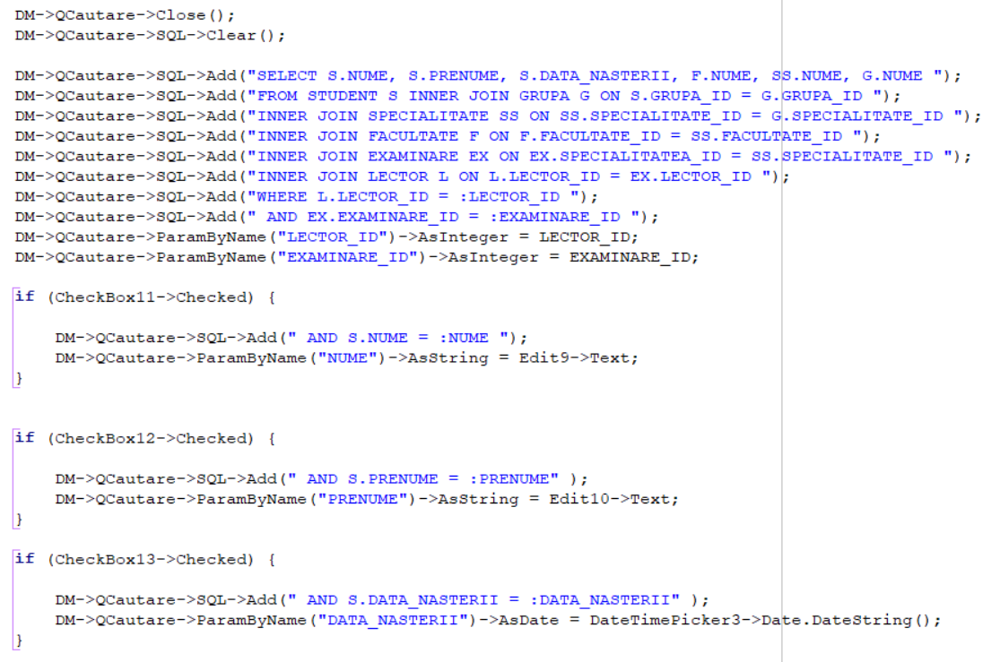 DM->QCautare->Close();
DM->QCautare->SQL->Clear();
DM->QCautare->SQL->Add("SELECT S.NUME, S.PRENUME, S.DATA_NASTERII, F.NUME, SS.NUME, G.NUME ");
DM->QCautare->SQL->Add("FROM STUDENT S INNER JOIN GRUPA G ON S.GRUPA_ID = G.GRUPA_ID ");
DM->QCautare->SQL->Add("INNER JOIN SPECIALITATE SS ON SS.SPECIALITATE_ID = G.SPECIALITATE_ID ");
DM->QCautare->SQL->Add("INNER JOIN FACULTATE F ON F.FACULTATE_ID = SS.FACULTATE_ID ");
DM->QCautare->SQL->Add("INNER JOIN EXAMINARE EX ON EX.SPECIALITATEA_ID = SS.SPECIALITATE_ID ");
DM->QCautare->SQL->Add("INNER JOIN LECTOR L ON L.LECTOR_ID = EX.LECTOR_ID ");
DM->QCautare->SQL->Add("WHERE L.LECTOR_ID = :LECTOR_ID ");
DM->QCautare->SQL->Add(" AND EX.EXAMINARE_ID = :EXAMINARE_ID ");
DM->QCautare->ParamByName("LECTOR_ID")->AsInteger = LECTOR_ID;
DM->QCautare->ParamByName("EXAMINARE_ID")->AsInteger = EXAMINARE_ID;
if (CheckBox11->Checked) {
DM->QCautare->SQL->Add(" AND S.NUME = :NUME ");
DM->QCautare->ParamByName("NUME")->AsString = Edit9->Text;
}
if (CheckBox12->Checked) {
DM->QCautare->SQL->Add(" AND S.PRENUME = :PRENUME" );
DM->QCautare->ParamByName("PRENUME")->AsString = Edit10->Text;
}
if (CheckBox13->Checked) {
DM->QCautare->SQL->Add(" AND S.DATA_NASTERII = :DATA_NASTERII" );
DM->QCautare->ParamByName("DATA_NASTERII")->AsDate = DateTimePicker3->Date.DateString();
}